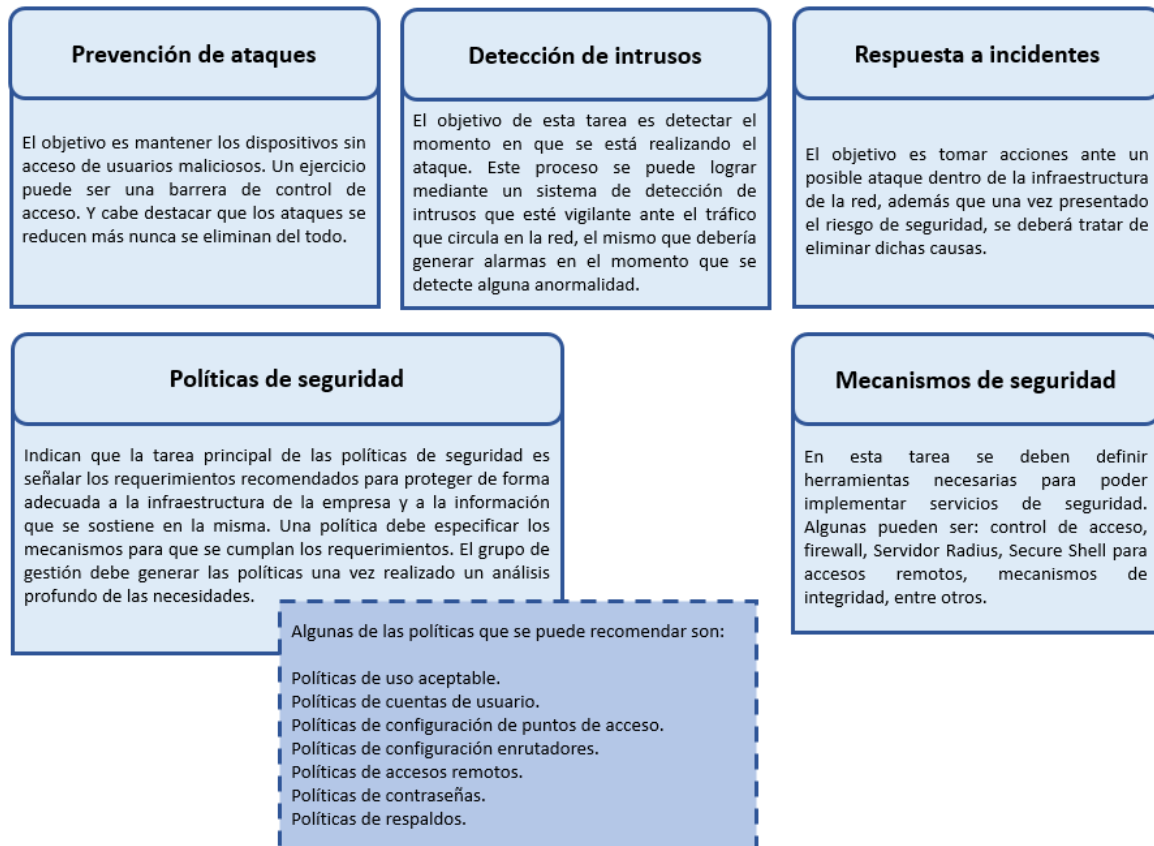 Prevención de ataques
El objetivo es mantener los dispositivos sin
acceso de usuarios maliciosos. Un ejercicio
puede ser una barrera de control de
acceso. Y cabe destacar que los ataques se
reducen más nunca se eliminan del todo.
Detección de intrusos
El objetivo de esta tarea es detectar el
momento en que se está realizando el
ataque. Este proceso se puede lograr
mediante un sistema de detección de
intrusos que esté vigilante ante el tráfico
que circula en la red, el mismo que debería
generar alarmas en el momento que se
detecte alguna anormalidad.
Respuesta a incidentes
El objetivo es tomar acciones ante un
posible ataque dentro de la infraestructura
de la red, además que una vez presentado
el riesgo de seguridad, se deberá tratar de
eliminar dichas causas.
Políticas de seguridad
Indican que la tarea principal de las políticas de seguridad es
señalar los requerimientos recomendados para proteger de forma
adecuada a la infraestructura de la empresa y a la información
que se sostiene en la misma. Una política debe especificar los
mecanismos para que se cumplan los requerimientos. El grupo de
gestión debe generar las políticas una vez realizado un análisis
profundo de las necesidades.
Algunas de las políticas que se puede recomendar son:
Políticas de uso aceptable.
Políticas de cuentas de usuario.
Políticas de configuración de puntos de acceso.
Políticas de configuración enrutadores.
Políticas de accesos remotos.
Políticas de contraseñas.
Políticas de respaldos.
Mecanismos de seguridad
En esta tarea se deben definir
herramientas necesarias para poder
implementar servicios de seguridad.
Algunas pueden ser: control de acceso,
firewall, Servidor Radius, Secure Shell para
accesos remotos, mecanismos de
integridad, entre otros.